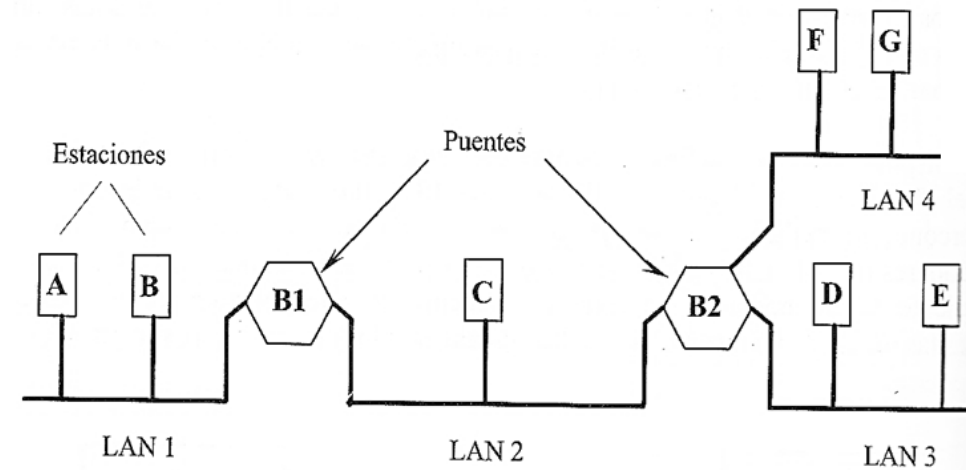 F G
Estaciones
Puentes
LAN 4
A B
B1
C
B2
D E
LAN 1
LAN 2
LAN 3